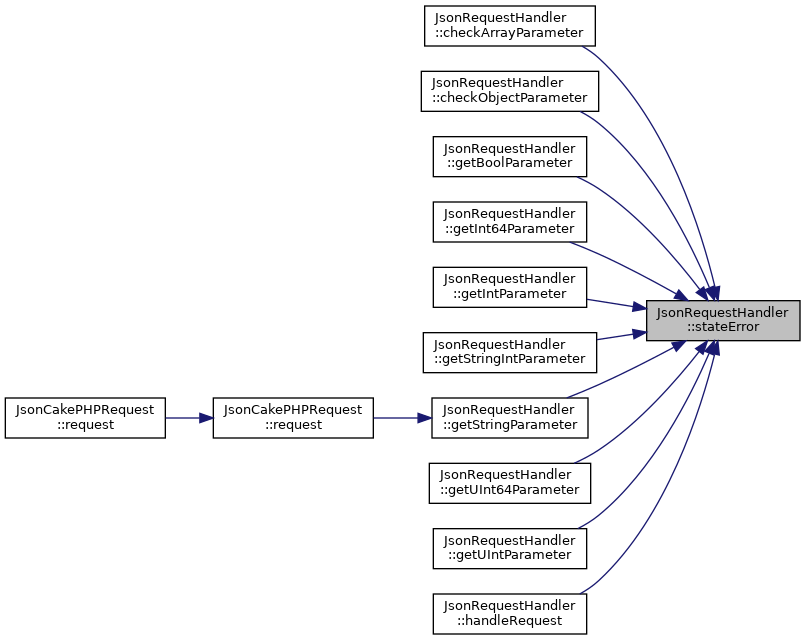 JsonRequestHandler
::checkArrayParameter
JsonRequestHandler
::checkObjectParameter
JsonRequestHandler
::getBoolParameter
JsonRequestHandler
::getInt64Parameter
JsonRequestHandler
::getIntParameter
JsonRequestHandler
::stateError
JsonRequestHandler
::getStringIntParameter
JsonCakePHPRequest
::request
JsonCakePHPRequest
::request
JsonRequestHandler
::getStringParameter
JsonRequestHandler
::getUInt64Parameter
JsonRequestHandler
::getUIntParameter
JsonRequestHandler
::handleRequest